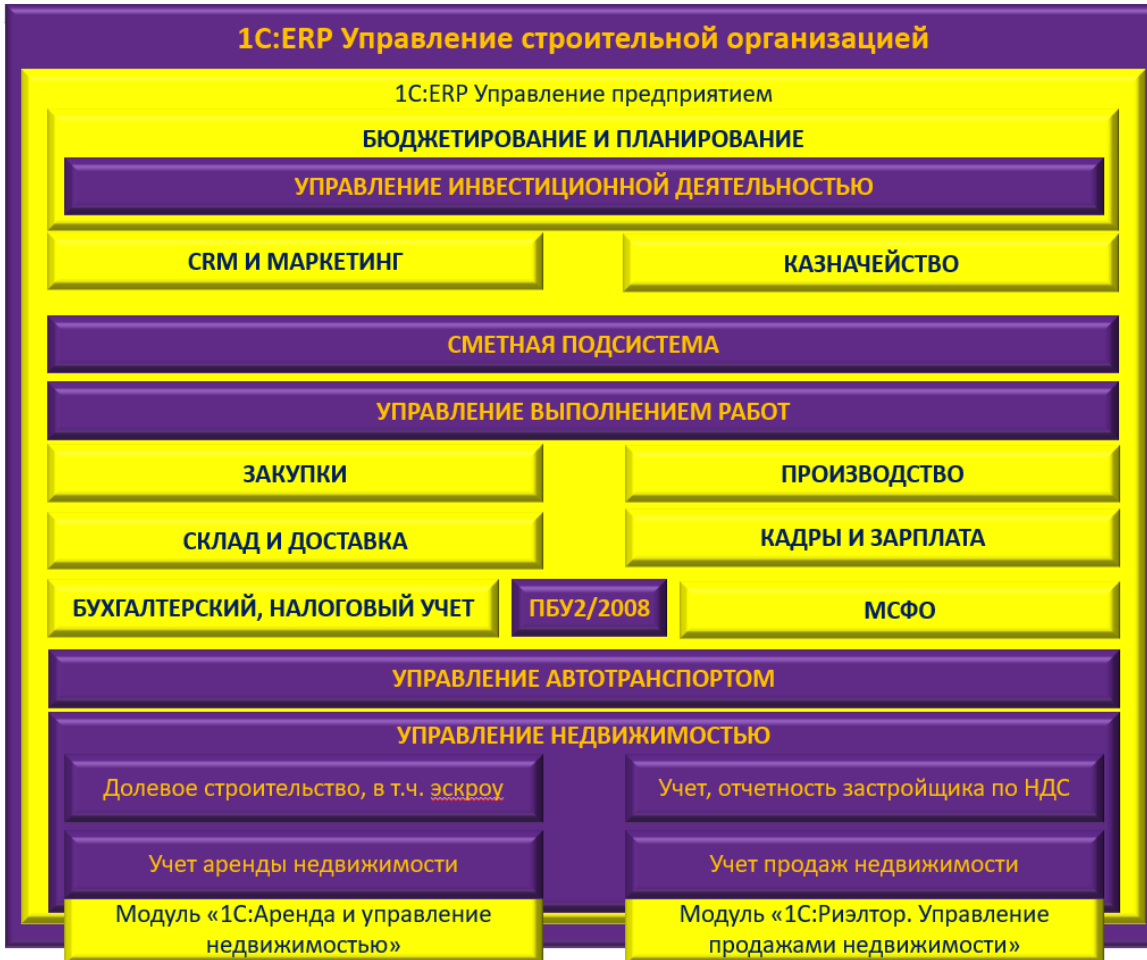 1С:ERP Управление строительной организацией
1С:ERP Управление предприятием
БЮДЖЕТИРОВАНИЕ И ПЛАНИРОВАНИЕ
УПРАВЛЕНИЕ ИНВЕСТИЦИОННОЙ ДЕЯТЕЛЬНОСТЬЮ
CRM И МАРКЕТИНГ
КАЗНАЧЕЙСТВО
СМЕТНАЯ ПОДСИСТЕМА
УПРАВЛЕНИЕ ВЫПОЛНЕНИЕМ РАБОТ
ЗАКУПКИ
ПРОИЗВОДСТВО
СКЛАД И ДОСТАВКА
КАДРЫ И ЗАРПЛАТА
БУХГАЛТЕРСКИЙ, НАЛОГОВЫЙ УЧЕТ
ПБУ2/2008
МСФО
УПРАВЛЕНИЕ АВТОТРАНСПОРТОМ
УПРАВЛЕНИЕ НЕДВИЖИМОСТЬЮ
Долевое строительство, в т.ч. эскроу
Учет, отчетность застройщика по НДС
Учет аренды недвижимости
Учет продаж недвижимости
Модуль «1С:Аренда и управление
недвижимостью»
Модуль «1С:Риэлтор. Управление
продажами недвижимости»